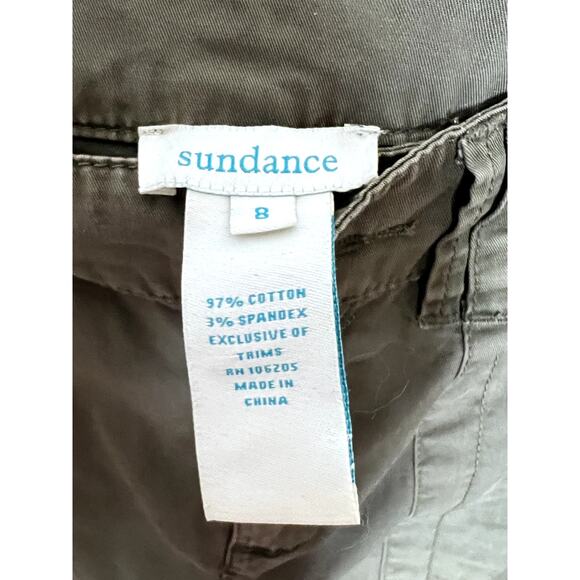 sundance
8
97% COTTON
3% SPANDEX
EXCLUSIVE OF
TRIMS
RN 106205
MADE IN
CHINA